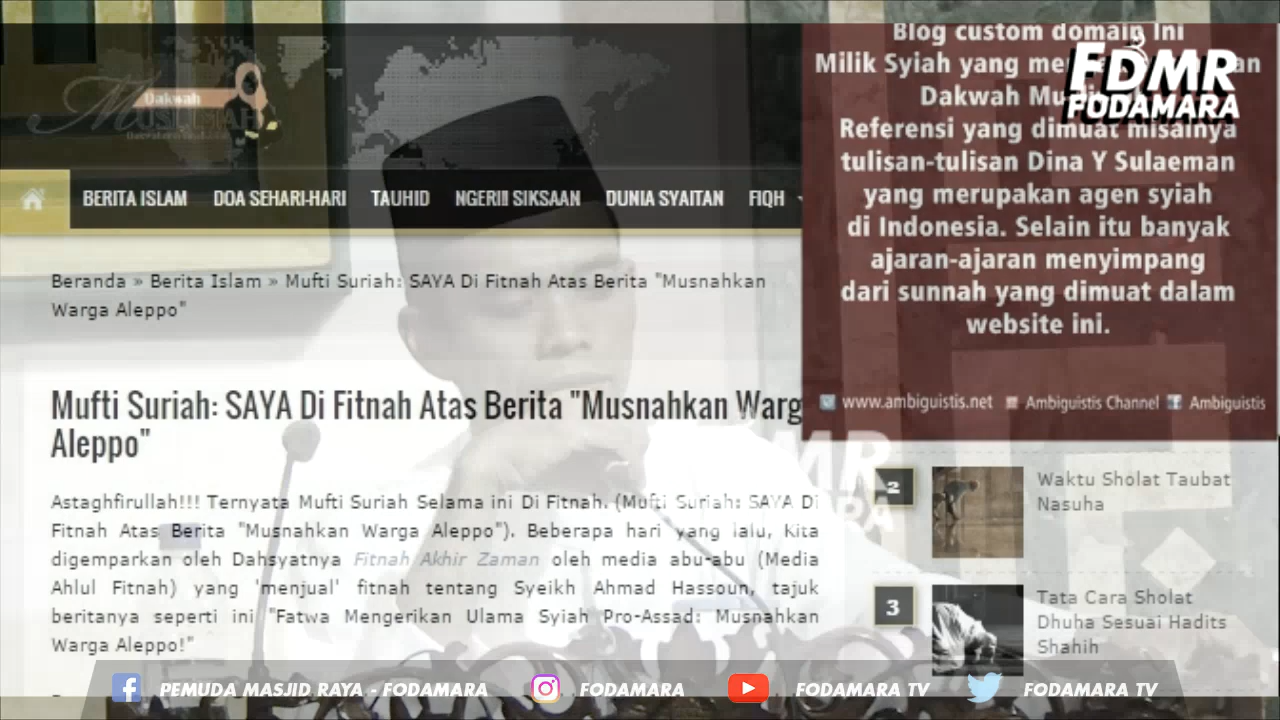 Dakwah
MUSLIMAH
BERITA ISLAM DOA SEHARI-HARI TAUHID NGERIII SIKSAAN DUNIA SYAITAN FIQH
Beranda » Berita Islam » Mufti Suriah: SAYA Di Fitnah Atas Berita "Musnahkan
Warga Aleppo"
Mufti Suriah: SAYA Di Fitnah Atas Berita "Musnahkan Warg
Aleppo"
Astaghfirullah!!! Ternyata Mufti Suriah Selama ini Di Fitnah. (Mufti Suriah: SAYA Di
Fitnah Atas Berita "Musnahkan Warga Aleppo"). Beberapa hari yang lalu, Kita
digemparkan oleh Dahsyatnya Fitnah Akhir Zaman oleh media abu-abu (Media
Ahlul Fitnah) yang 'menjual' fitnah tentang Syeikh Ahmad Hassoun, tajuk
beritanya seperti ini "Fatwa Mengerikan Ulama Syiah Pro-Assad: Musnahkan
Warga Aleppo!"
Blog custom domain Ini
Milik Syiah yang
Dakwah
Referensi yang dimuat misalnya
tulisan-tulisan Dina Y Sulaeman
yang merupakan agen syiah
di Indonesia. Selain itu banyak
ajaran-ajaran menyimpang
dari sunnah yang dimuat dalam
website ini.
www.ambiguistis.net Ambiguistis Channel Ambiguistis
FDMR
FODAMARA
2 Waktu Sholat Taubat
Nasuha
3 Tata Cara Sholat
Dhuha Sesuai Hadits
Shahih
PEMUDA MASJID RAYA - FODAMARA FODAMARA FODAMARA TV FODAMARA TV